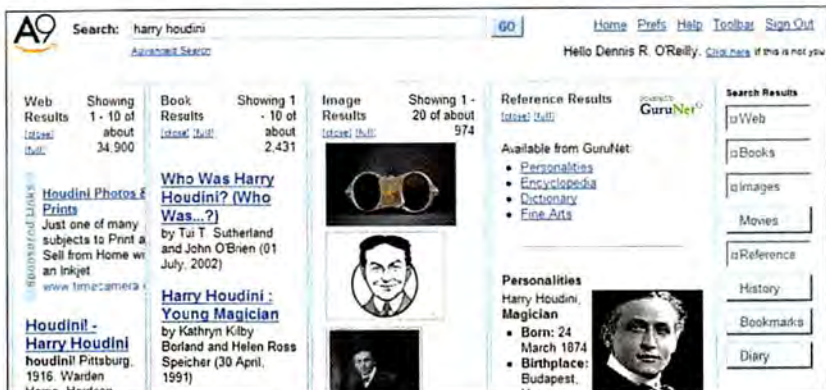 A9 Search: harry houdini GO Home Prefs Help Toolbar Sign Out
Advanced Search Hello Dennis R. O'Reilly. Click here if this is not you
Web Showing
Results 1 - 10 of
[close] about
[full] 34,900
Sponsored Links
Houdini Photos &
Prints
Just one of many
subjects to Print a
Sell from Home wi
an Inkjet
www.timecamera.
Houdini! -
Harry Houdini
houdini! Pittsburg,
1916. Warden
Book Showing 1
Results - 10 of
[close] [full] about
2,431
Who Was Harry
Houdini? (Who
Was...?)
by Tui T. Sutherland
and John O'Brien (01
July, 2002)
Harry Houdini :
Young Magician
by Kathryn Kilby
Borland and Helen Ross
Speicher (30 April,
1991)
Image Showing 1 -
Results 20 of about
[close] [full] 974
Reference Results
[close] [full]
powered by
GuruNet
Available from GuruNet:
• Personalities
• Encyclopedia
• Dictionary
• Fine Arts
Personalities
Harry Houdini,
Magician
• Born: 24
March 1874
• Birthplace:
Budapest,
Search Results
Web
Books
Images
Movies
Reference
History
Bookmarks
Diary